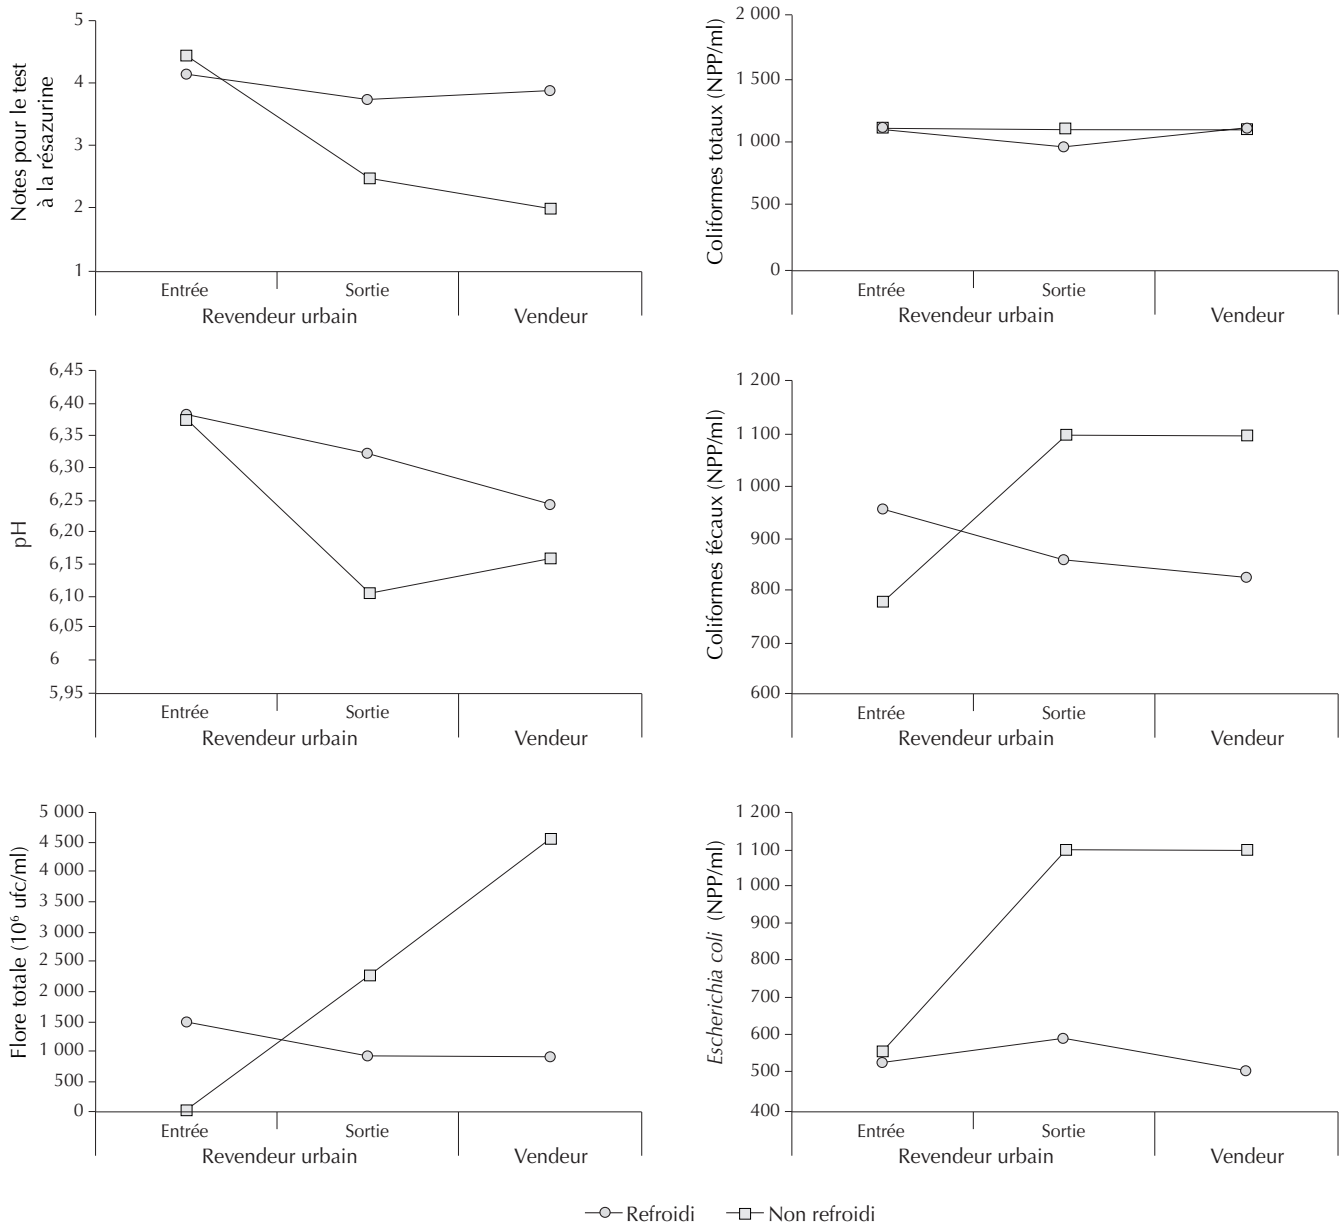 Notes pour le test
à la résazurine
5
4
3
2
1
Entrée
Sortie
Revendeur urbain
Vendeur
Coliformes totaux (NPP/ml)
2 000
1 500
1 000
500
0
Entrée
Sortie
Revendeur urbain
Vendeur
pH
6,45
6,40
6,35
6,30
6,25
6,20
6,15
6,10
6,05
6
5,95
Entrée
Sortie
Revendeur urbain
Vendeur
Coliformes fécaux (NPP/ml)
1 200
1 100
1 000
900
800
700
600
Entrée
Sortie
Revendeur urbain
Vendeur
Flore totale (10⁶ ufc/ml)
5 000
4 500
4 000
3 500
3 000
2 500
2 000
1 500
1 000
500
0
Entrée
Sortie
Revendeur urbain
Vendeur
Escherichia coli (NPP/ml)
1 200
1 100
1 000
900
800
700
600
500
400
Entrée
Sortie
Revendeur urbain
Vendeur
Refroidi
Non refroidi